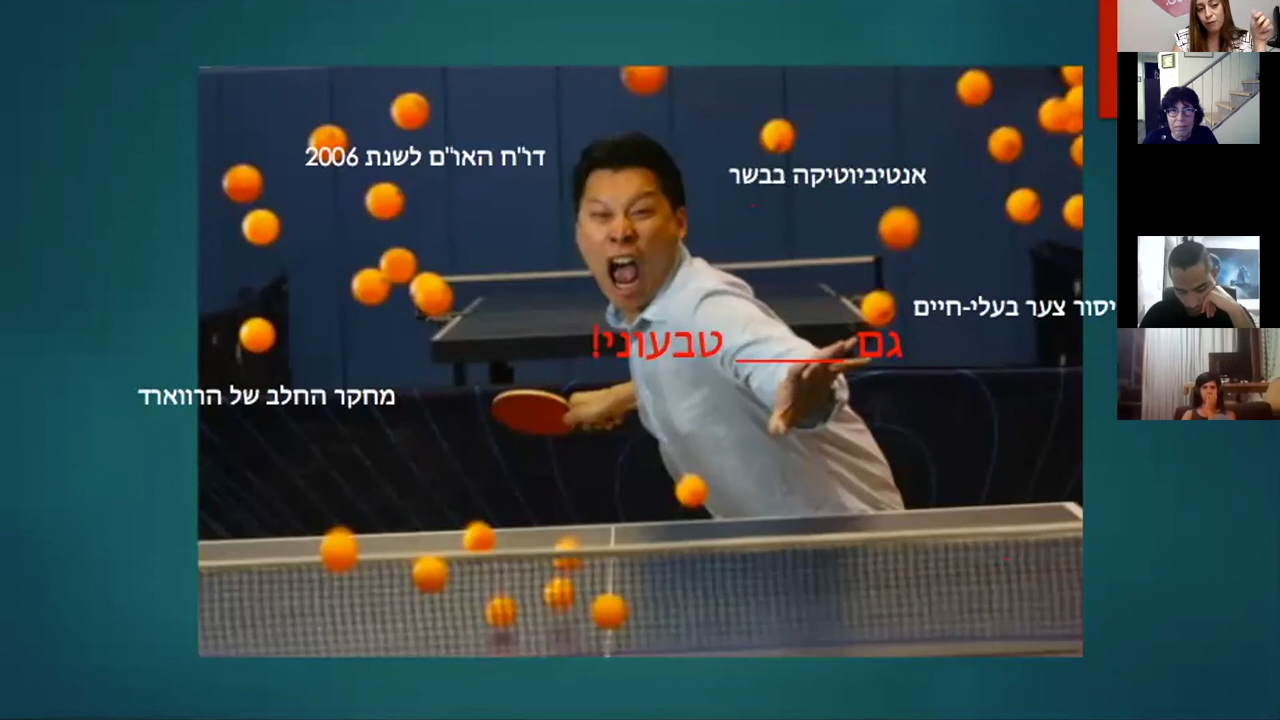 דו"ח האו"ם לשנת 2006
אנטיביוטיקה בבשר
יסור צער בעלי-חיים
גם ______ טבעוני!
מחקר החלב של הרווארד